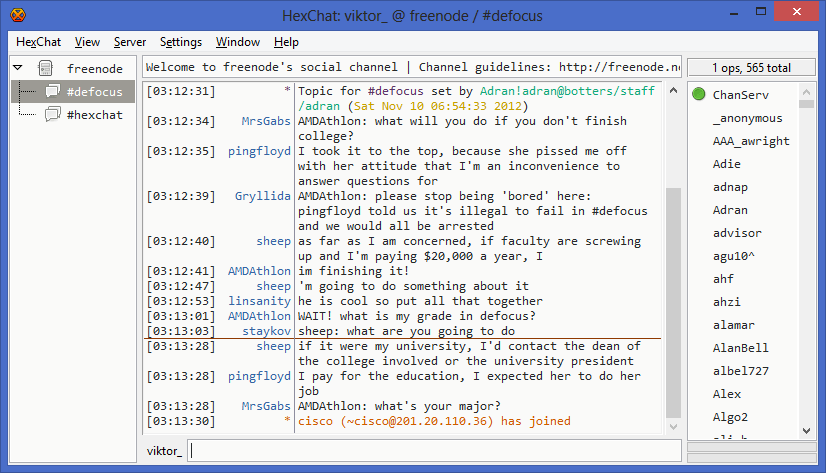 HexChat: viktor_ @ freenode / #defocus
HexChat View Server Settings Window Help
freenode
#defocus
#hexchat
Welcome to freenode's social channel | Channel guidelines: http://freenode.ne
[03:12:31] * Topic for #defocus set by Adran!adran@botters/staff
/adran (Sat Nov 10 06:54:33 2012)
[03:12:34] MrsGabs AMDAthlon: what will you do if you don't finish
college?
[03:12:35] pingfloyd I took it to the top, because she pissed me off
with her attitude that I'm an inconvenience to
answer questions for
[03:12:39] Gryllida AMDAthlon: please stop being 'bored' here:
pingfloyd told us it's illegal to fail in #defocus
and we would all be arrested
[03:12:40] sheep as far as I am concerned, if faculty are screwing
up and I'm paying $20,000 a year, I
[03:12:41] AMDAthlon im finishing it!
[03:12:47] sheep 'm going to do something about it
[03:12:53] linsanity he is cool so put all that together
[03:13:01] AMDAthlon WAIT! what is my grade in defocus?
[03:13:03] staykov sheep: what are you going to do
[03:13:28] sheep if it were my university, I'd contact the dean of
the college involved or the university president
[03:13:28] pingfloyd I pay for the education, I expected her to do her
job
[03:13:28] MrsGabs AMDAthlon: what's your major?
[03:13:30] * cisco (~cisco@201.20.110.36) has joined
viktor_
1 ops, 565 total
ChanServ
_anonymous
AAA_awright
Adie
adnap
Adran
advisor
agu10^
ahf
ahzi
alamar
AlanBell
albel727
Alex
Algo2